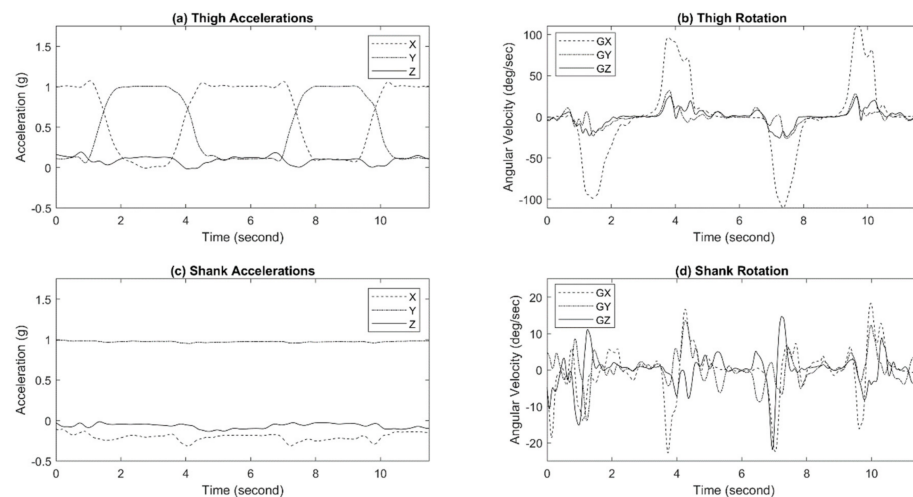 (a) Thigh Accelerations
X
Y
Z
1.5
1
0.5
0
-0.5
Acceleration (g)
0 2 4 6 8 10
Time (second)
(b) Thigh Rotation
GX
GY
GZ
100
50
0
-50
-100
Angular Velocity (deg/sec)
0 2 4 6 8 10
Time (second)
(c) Shank Accelerations
X
Y
Z
1.5
1
0.5
0
-0.5
Acceleration (g)
0 2 4 6 8 10
Time (second)
(d) Shank Rotation
GX
GY
GZ
20
10
0
-10
-20
Angular Velocity (deg/sec)
0 2 4 6 8 10
Time (second)